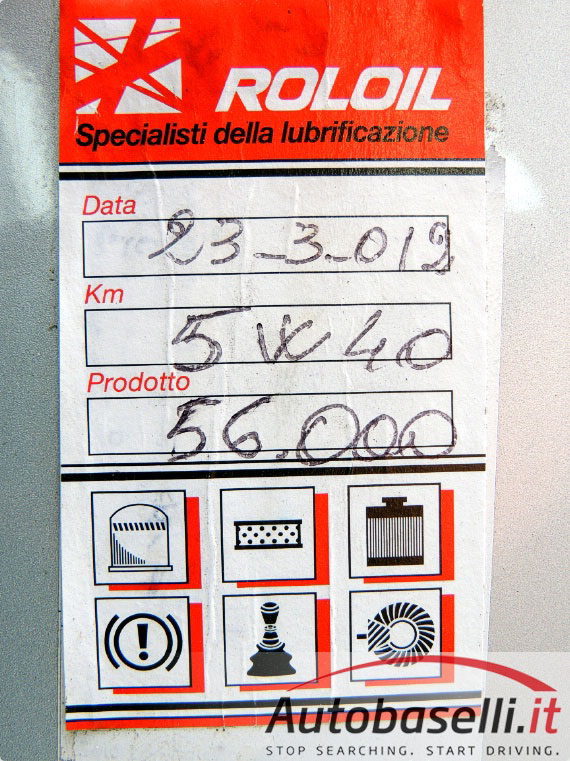 ROLOIL
Specialisti della lubrificazione
Data
23-3-012
Km
5W40
Prodotto
56.000
Autobaselli.it
STOP SEARCHING. START DRIVING.